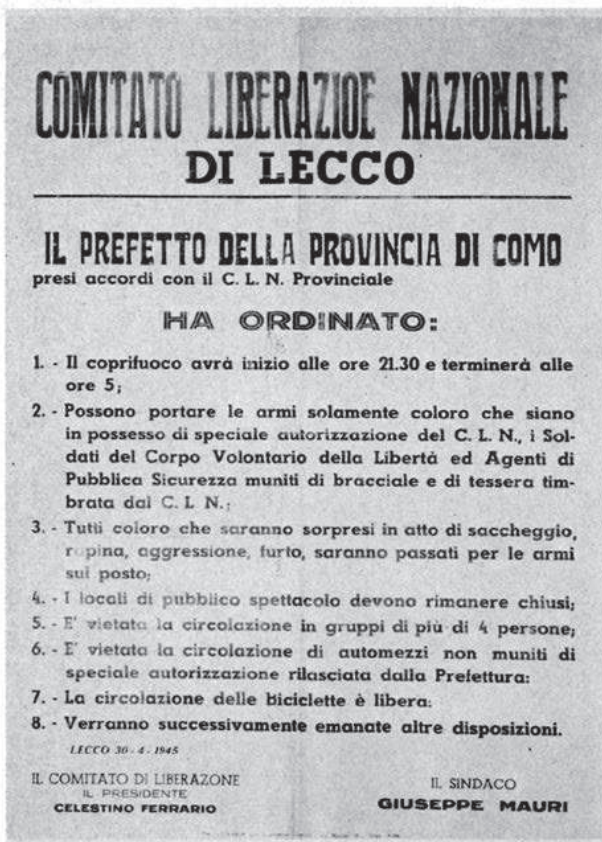 COMITATO LIBERAZIOE NAZIONALE
DI LECCO
IL PREFETTO DELLA PROVINCIA DI COMO
presi accordi con il C. L. N. Provinciale
HA ORDINATO:
1. - Il coprifuoco avrà inizio alle ore 21.30 e terminerà alle
ore 5;
2. - Possono portare le armi solamente coloro che siano
in possesso di speciale autorizzazione del C. L. N., i Sol-
dati del Corpo Volontario della Libertà ed Agenti di
Pubblica Sicurezza muniti di bracciale e di tessera tim-
brata dal C. L. N.;
3. - Tutti coloro che saranno sorpresi in atto di saccheggio,
rapina, aggressione, furto, saranno passati per le armi
sul posto;
4. - I locali di pubblico spettacolo devono rimanere chiusi;
5. - E' vietata la circolazione in gruppi di più di 4 persone;
6. - E' vietata la circolazione di automezzi non muniti di
speciale autorizzazione rilasciata dalla Prefettura:
7. - La circolazione delle biciclette è libera:
8. - Verranno successivamente emanate altre disposizioni.
LECCO 30 - 4 - 1945
IL COMITATO DI LIBERAZONE
IL PRESIDENTE
CELESTINO FERRARIO
IL SINDACO
GIUSEPPE MAURI